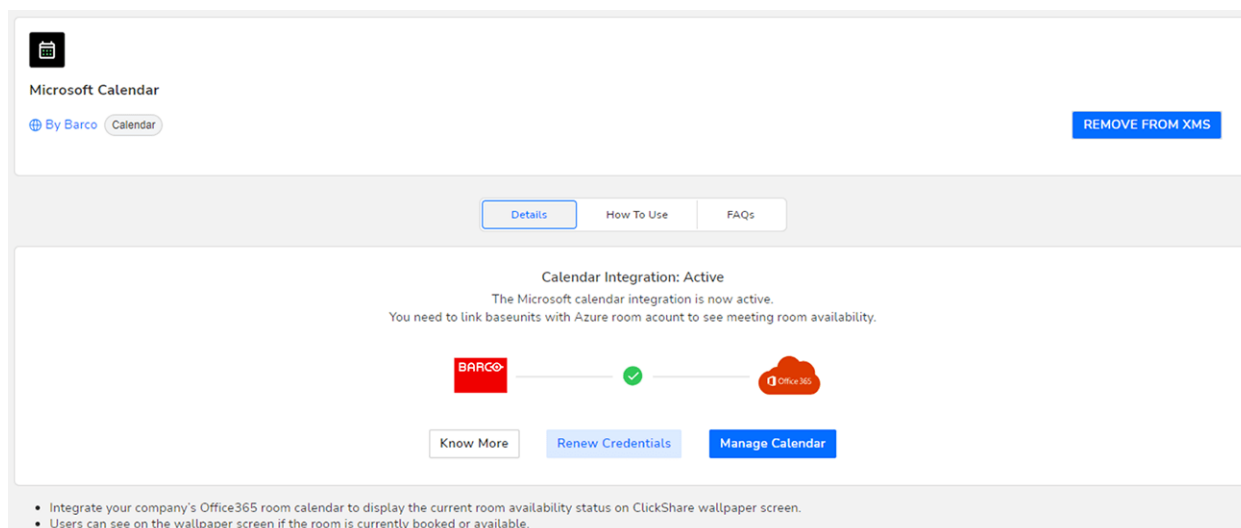 Microsoft Calendar
By Barco Calendar
REMOVE FROM XMS
Details How To Use FAQs
Calendar Integration: Active
The Microsoft calendar integration is now active.
You need to link baseunits with Azure room acount to see meeting room availability.
BARCO
Office 365
Know More Renew Credentials Manage Calendar
• Integrate your company's Office365 room calendar to display the current room availability status on ClickShare wallpaper screen.
• Users can see on the wallpaper screen if the room is currently booked or available.